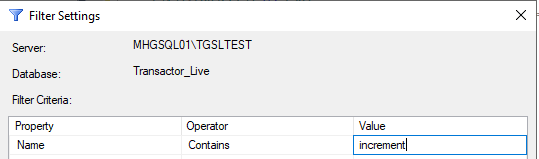 Filter Settings
Server: MHGSQL01\TGSLTEST
Database: Transactor_Live
Filter Criteria:
Property Operator Value
Name Contains increment